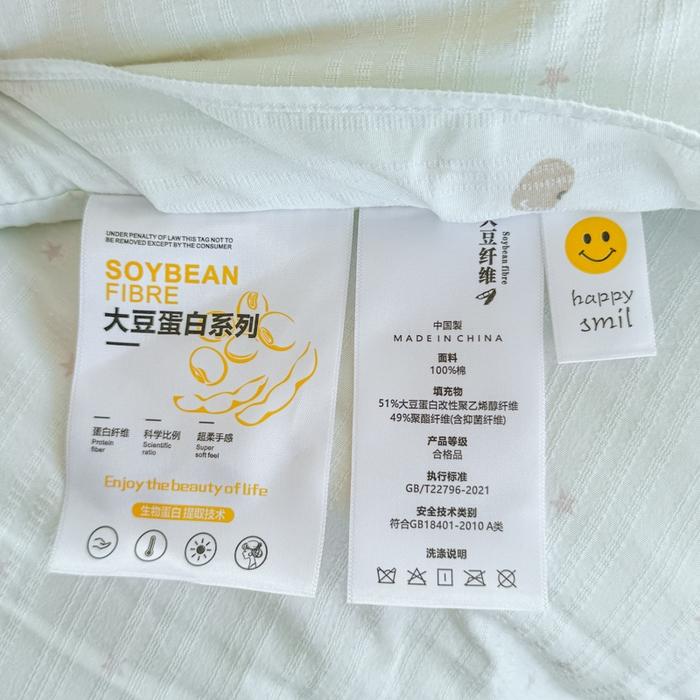 UNDER PENALTY OF LAW THIS TAG NOT TO
BE REMOVED EXCEPT BY THE CONSUMER
SOYBEAN
FIBRE
大豆蛋白系列
蛋白纤维
Protein
fiber
科学比例
Scientific
ratio
超柔手感
Super
soft feel
Enjoy the beauty of life
生物蛋白 提取技术
大豆纤维
Soybean fibre
中国製
MADE IN CHINA
面料
100%棉
填充物
51%大豆蛋白改性聚乙烯醇纤维
49%聚酯纤维(含抑菌纤维)
产品等级
合格品
执行标准
GB/T22796-2021
安全技术类别
符合GB18401-2010 A类
洗涤说明
happy
smil